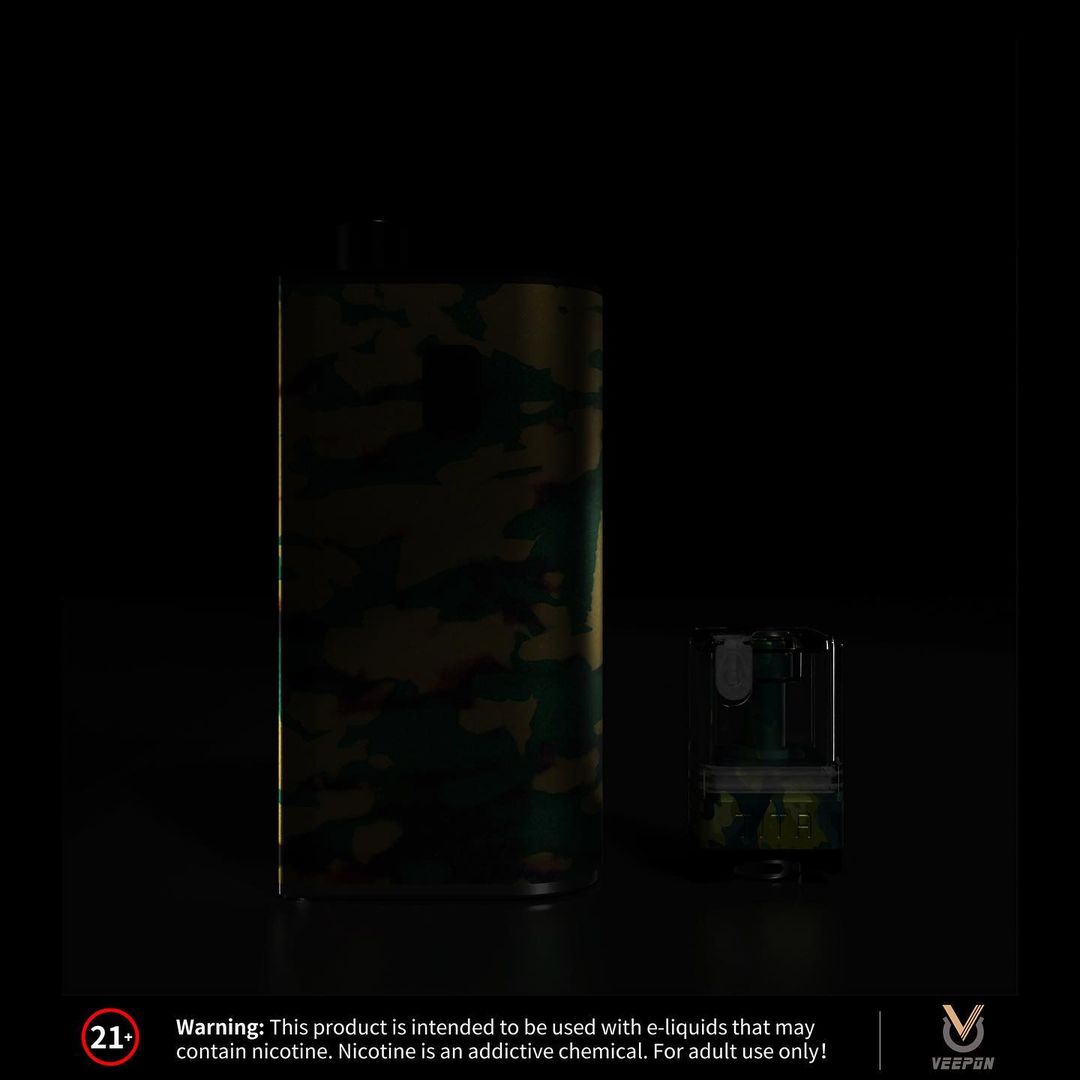 TITA
21+
Warning: This product is intended to be used with e-liquids that may
contain nicotine. Nicotine is an addictive chemical. For adult use only!
VEEPON